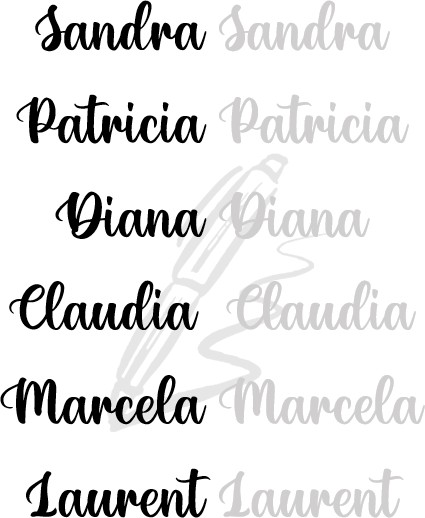 Sandra Sandra
Patricia Patricia
Diana Diana
Claudia Claudia
Marcela Marcela
Laurent Laurent